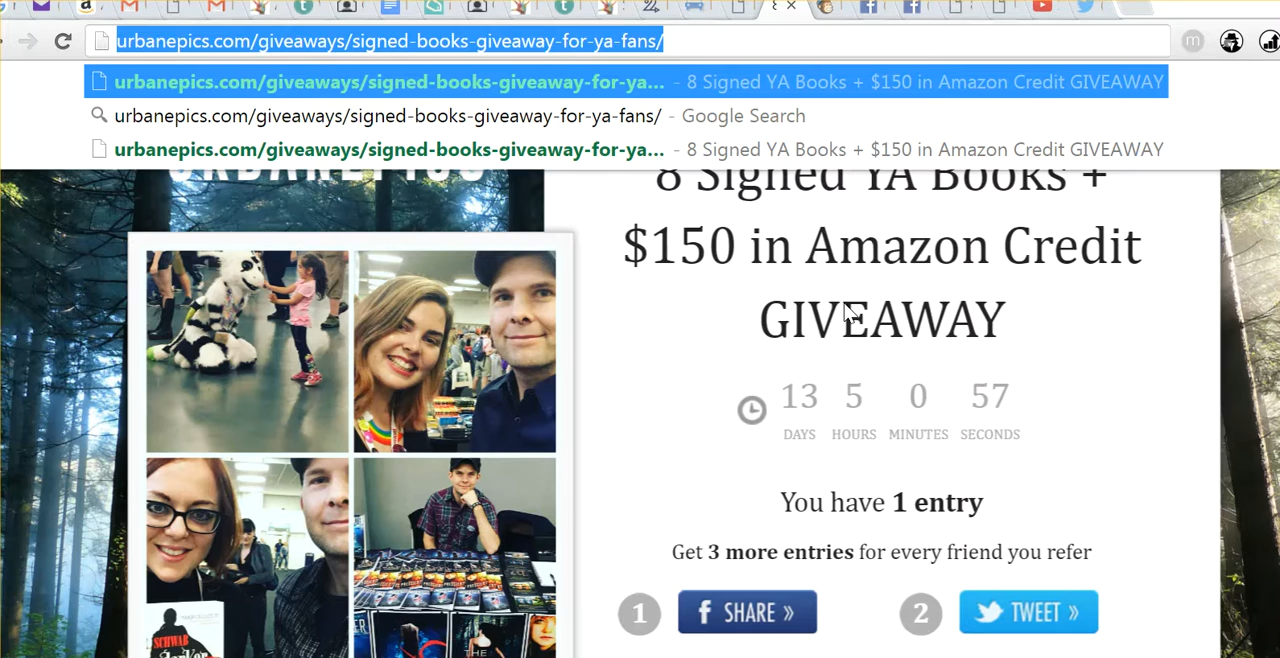 urbanepics.com/giveaways/signed-books-giveaway-for-ya-fans/
m
urbanepics.com/giveaways/signed-books-giveaway-for-ya... - 8 Signed YA Books + $150 in Amazon Credit GIVEAWAY
urbanepics.com/giveaways/signed-books-giveaway-for-ya-fans/ - Google Search
urbanepics.com/giveaways/signed-books-giveaway-for-ya... - 8 Signed YA Books + $150 in Amazon Credit GIVEAWAY
URBANEPICS
8 Signed YA Books +
$150 in Amazon Credit
GIVEAWAY
13 5 0 57
DAYS HOURS MINUTES SECONDS
You have 1 entry
Get 3 more entries for every friend you refer
1 f SHARE » 2 TWEET »
SCHWAB